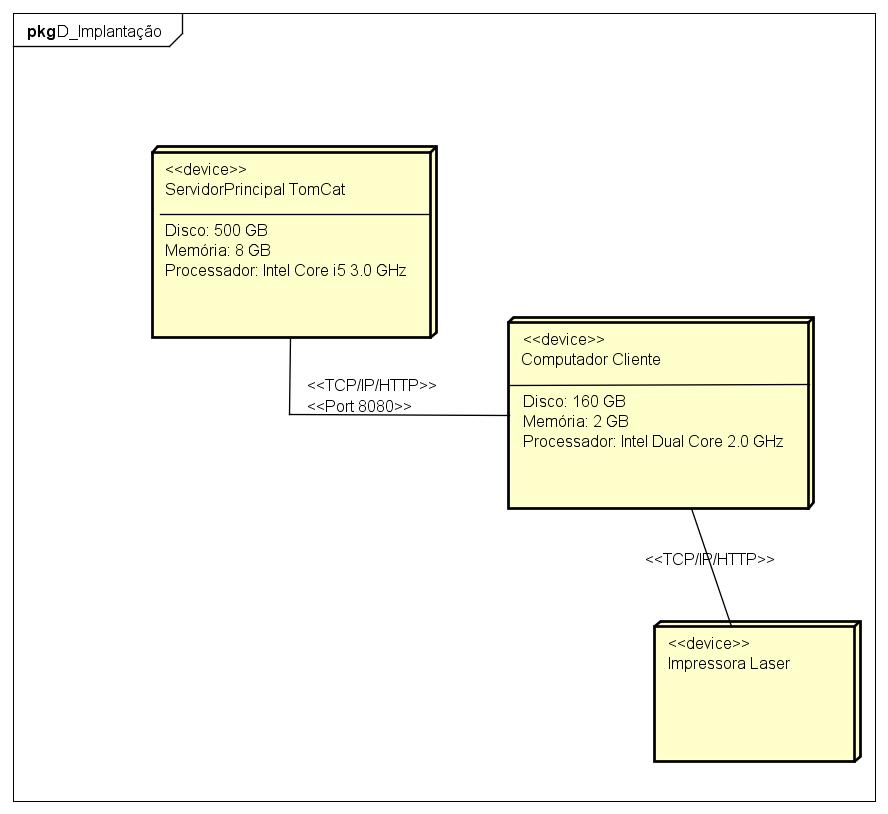 pkg D_Implantação
<<device>>
ServidorPrincipal TomCat
Disco: 500 GB
Memória: 8 GB
Processador: Intel Core i5 3.0 GHz
<<TCP/IP/HTTP>>
<<Port 8080>>
<<device>>
Computador Cliente
Disco: 160 GB
Memória: 2 GB
Processador: Intel Dual Core 2.0 GHz
<<TCP/IP/HTTP>>
<<device>>
Impressora Laser